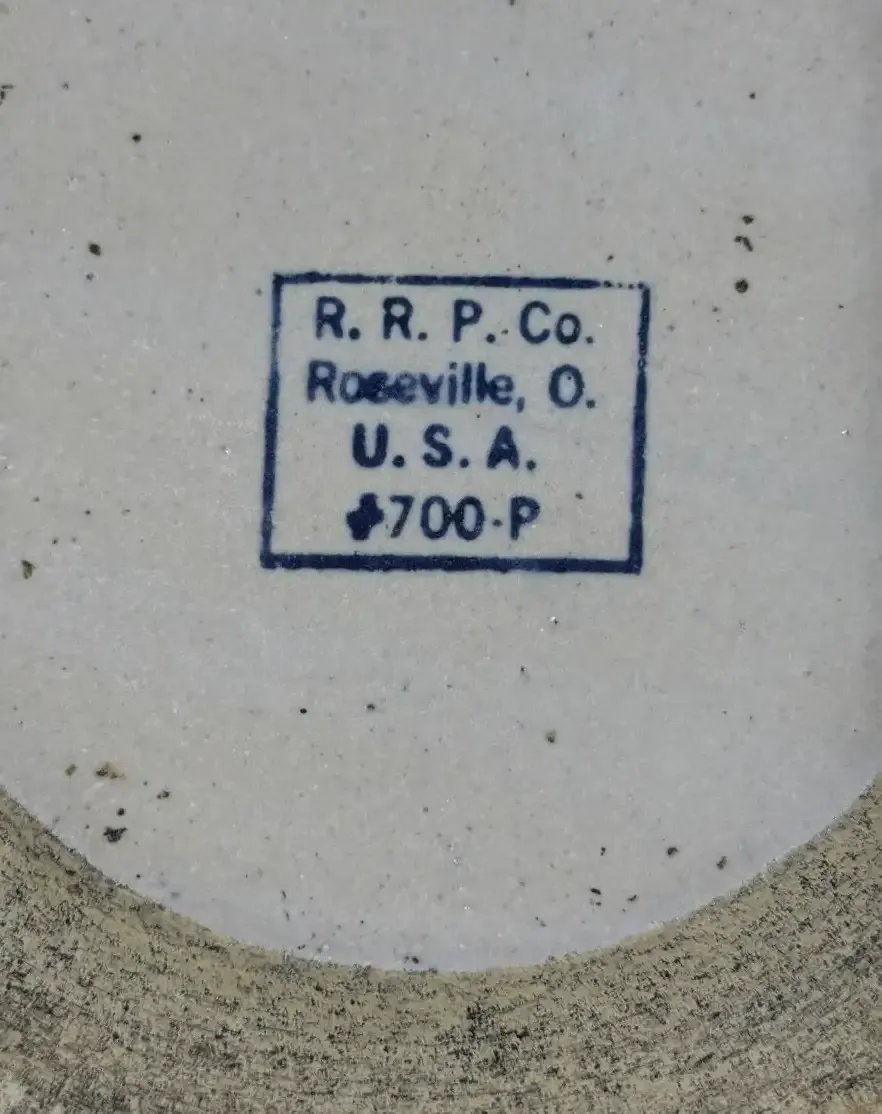 R. R. P. Co.
Roseville, O.
U. S. A.
700-P